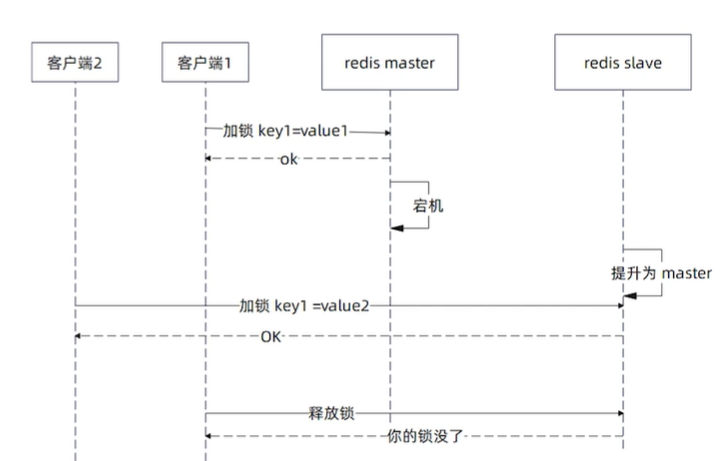 客户端2
客户端1
redis master
redis slave
加锁 key1=value1
ok
宕机
提升为 master
加锁 key1 =value2
OK
释放锁
你的锁没了